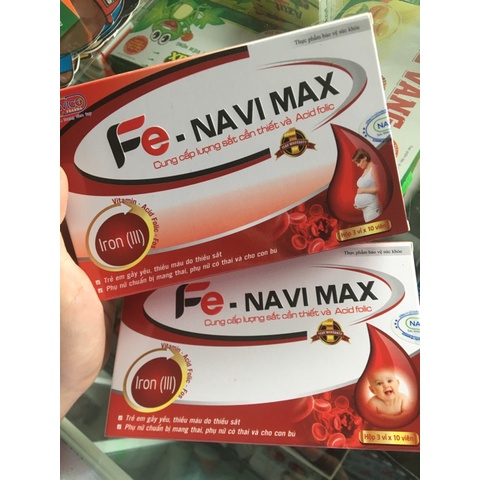 Thực phẩm bảo vệ sức khỏe
Fe - NAVI MAX
Cung cấp lượng sắt cần thiết và Acid folic
Vitamin - Acid Folic - Fes
Iron (III)
• Trẻ em gầy yếu, thiếu máu do thiếu sắt
• Phụ nữ chuẩn bị mang thai, phụ nữ có thai và cho con bú
Hộp 3 vỉ x 10 viên
NA
VANG
Thực phẩm bảo vệ sức khỏe
Fe - NAVI MAX
Cung cấp lượng sắt cần thiết và Acid folic
Vitamin - Acid Folic - Fes
Iron (III)
• Trẻ em gầy yếu, thiếu máu do thiếu sắt
• Phụ nữ chuẩn bị mang thai, phụ nữ có thai và cho con bú
Hộp 3 vỉ x 10 viên
NA